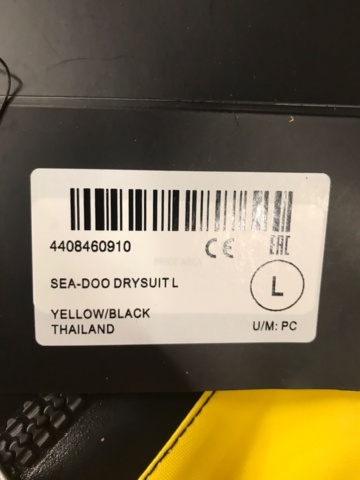 4408460910 CE EAC
SEA-DOO DRYSUIT L
L
YELLOW/BLACK
THAILAND U/M: PC